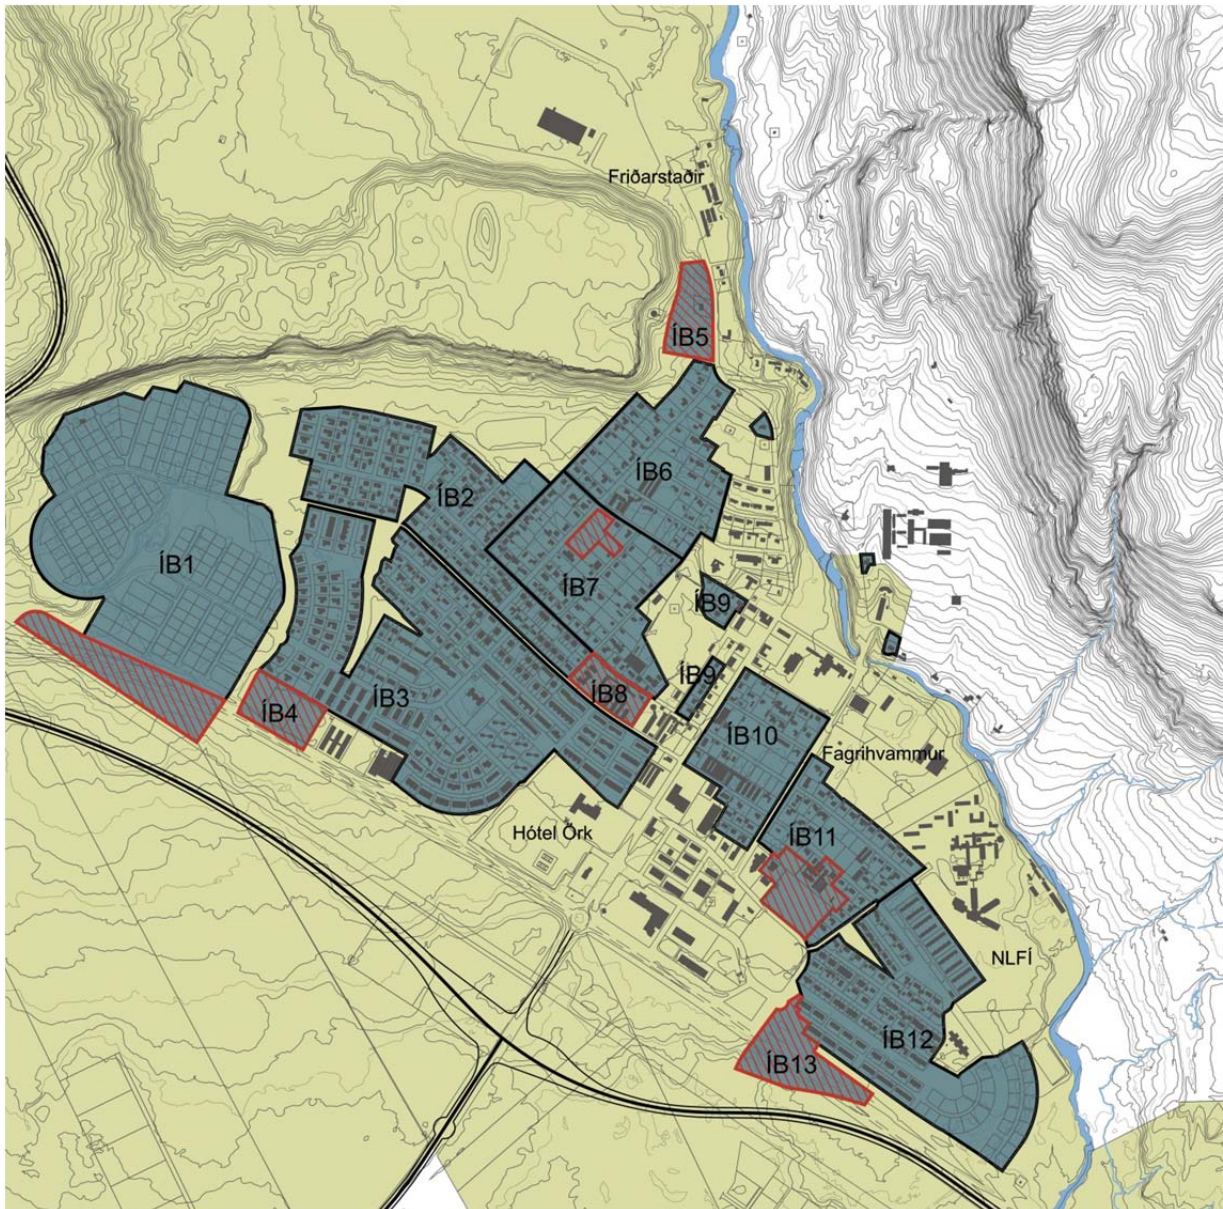 Friðarstaðir
ÍB5
ÍB6
ÍB2
ÍB1
ÍB7
ÍB9
ÍB9
ÍB3
ÍB8
ÍB4
ÍB10
Fagrihvammur
Hótel Örk
ÍB11
NLFÍ
ÍB12
ÍB13